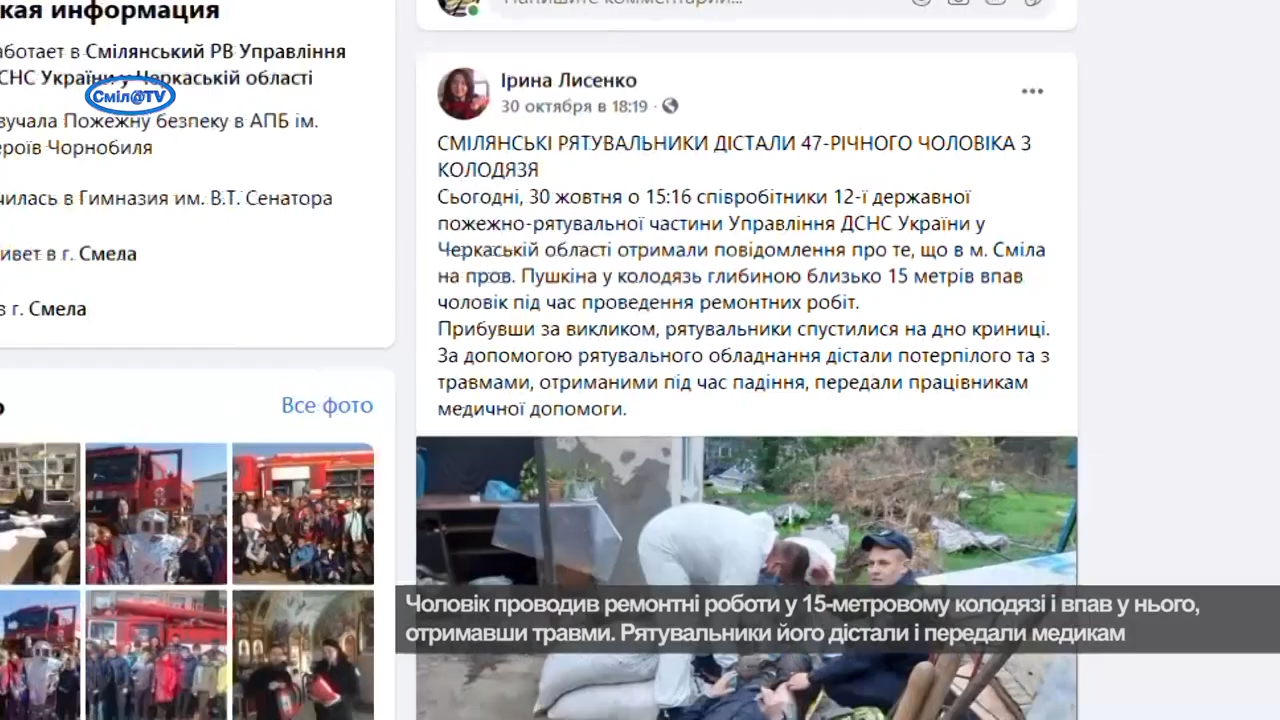 кая информация
аботает в Смілянський РВ Управління
СНС України у Черкаській області
Сміл@TV
зучала Пожежну безпеку в АПБ ім.
ероїв Чорнобиля
чилась в Гимназия им. В.Т. Сенатора
ивет в г. Смела
в г. Смела
о
Все фото
Напишите комментарий...
Ірина Лисенко
30 октября в 18:19 ·
СМІЛЯНСЬКІ РЯТУВАЛЬНИКИ ДІСТАЛИ 47-РІЧНОГО ЧОЛОВІКА З
КОЛОДЯЗЯ
Сьогодні, 30 жовтня о 15:16 співробітники 12-ї державної
пожежно-рятувальної частини Управління ДСНС України у
Черкаській області отримали повідомлення про те, що в м. Сміла
на пров. Пушкіна у колодязь глибиною близько 15 метрів впав
чоловік під час проведення ремонтних робіт.
Прибувши за викликом, рятувальники спустилися на дно криниці.
За допомогою рятувального обладнання дістали потерпілого та з
травмами, отриманими під час падіння, передали працівникам
медичної допомоги.
Чоловік проводив ремонтні роботи у 15-метровому колодязі і впав у нього,
отримавши травми. Рятувальники його дістали і передали медикам